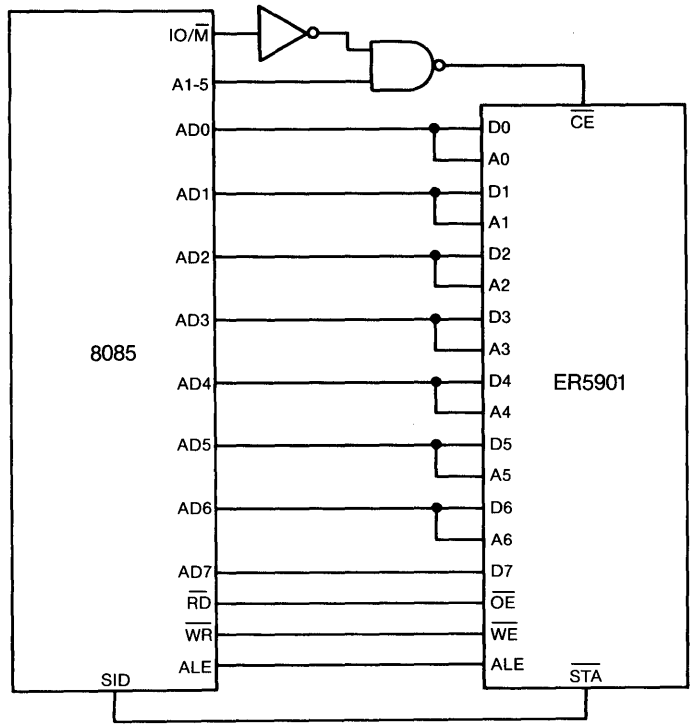 IO/M̅
A1-5
AD0
AD1
AD2
AD3
AD4
AD5
AD6
AD7
R̅D̅
W̅R̅
ALE
8085
SID
C̅E̅
D0
A0
D1
A1
D2
A2
D3
A3
D4
A4
D5
A5
D6
A6
D7
O̅E̅
W̅E̅
ALE
ER5901
S̅T̅A̅